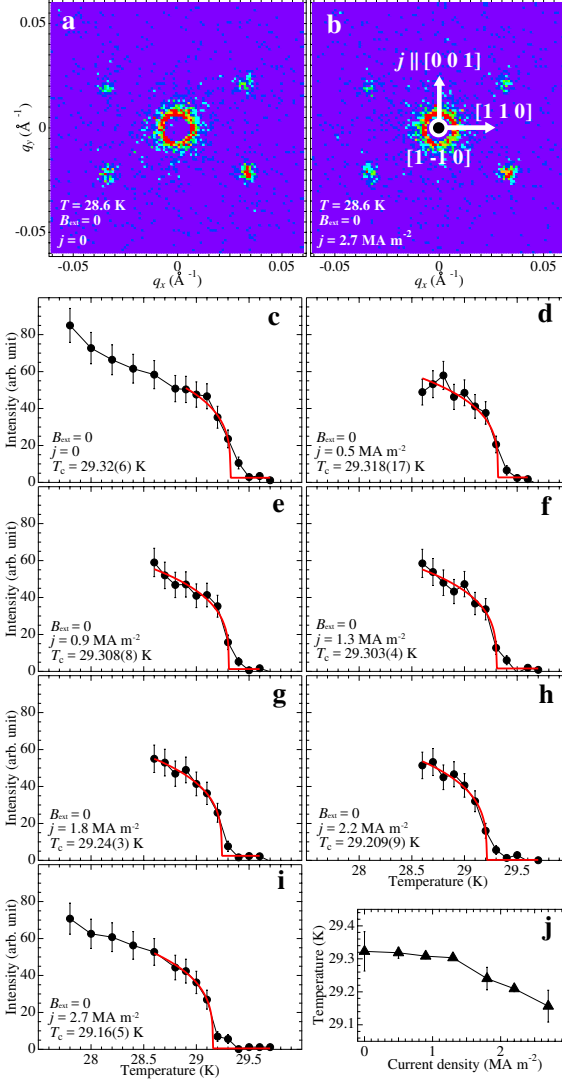 a
b
0.05
0
-0.05
q_y (Å⁻¹)
T = 28.6 K
B_ext = 0
j = 0
j || [0 0 1]
[1 1 0]
[1 -1 0]
T = 28.6 K
B_ext = 0
j = 2.7 MA m⁻²
-0.05 0 0.05
-0.05 0 0.05
q_x (Å⁻¹)
q_x (Å⁻¹)
c
d
Intensity (arb. unit)
100
80
60
40
20
0
B_ext = 0
j = 0
T_c = 29.32(6) K
B_ext = 0
j = 0.5 MA m⁻²
T_c = 29.318(17) K
e
f
Intensity (arb. unit)
80
60
40
20
0
B_ext = 0
j = 0.9 MA m⁻²
T_c = 29.308(8) K
B_ext = 0
j = 1.3 MA m⁻²
T_c = 29.303(4) K
g
h
Intensity (arb. unit)
80
60
40
20
0
B_ext = 0
j = 1.8 MA m⁻²
T_c = 29.24(3) K
B_ext = 0
j = 2.2 MA m⁻²
T_c = 29.209(9) K
28 28.5 29 29.5
Temperature (K)
i
j
Intensity (arb. unit)
100
80
60
40
20
0
B_ext = 0
j = 2.7 MA m⁻²
T_c = 29.16(5) K
28 28.5 29 29.5
Temperature (K)
Temperature (K)
29.4
29.3
29.2
29.1
0 1 2
Current density (MA m⁻²)